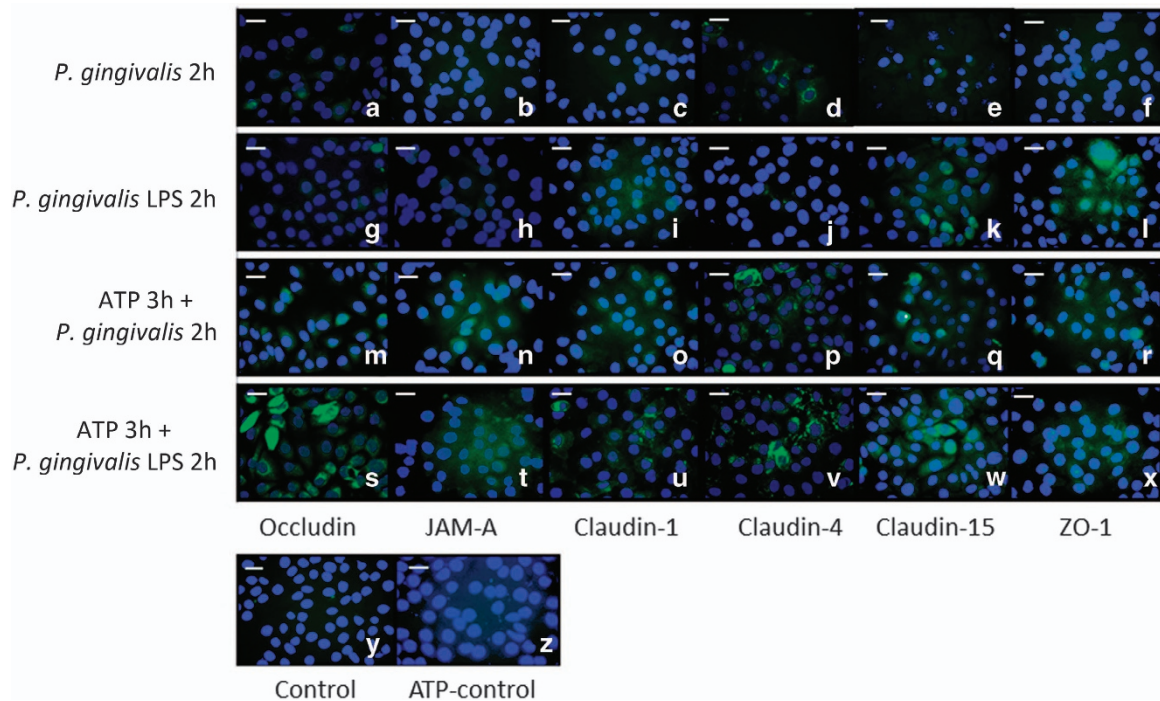 P. gingivalis 2h
a b c d e f
P. gingivalis LPS 2h
g h i j k l
ATP 3h +
P. gingivalis 2h
m n o p q r
ATP 3h +
P. gingivalis LPS 2h
s t u v w x
Occludin JAM-A Claudin-1 Claudin-4 Claudin-15 ZO-1
y z
Control ATP-control